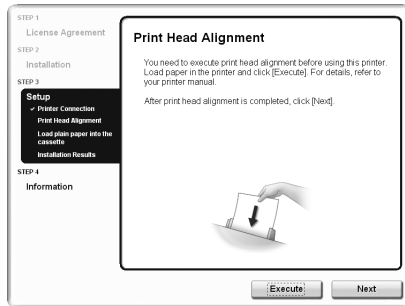 STEP 1
License Agreement
STEP 2
Installation
STEP 3
Setup
Printer Connection
Print Head Alignment
Load plain paper into the
cassette
Installation Results
STEP 4
Information
Print Head Alignment
You need to execute print head alignment before using this printer.
Load paper in the printer and click [Execute]. For details, refer to
your printer manual.
After print head alignment is completed, click [Next].
Execute
Next